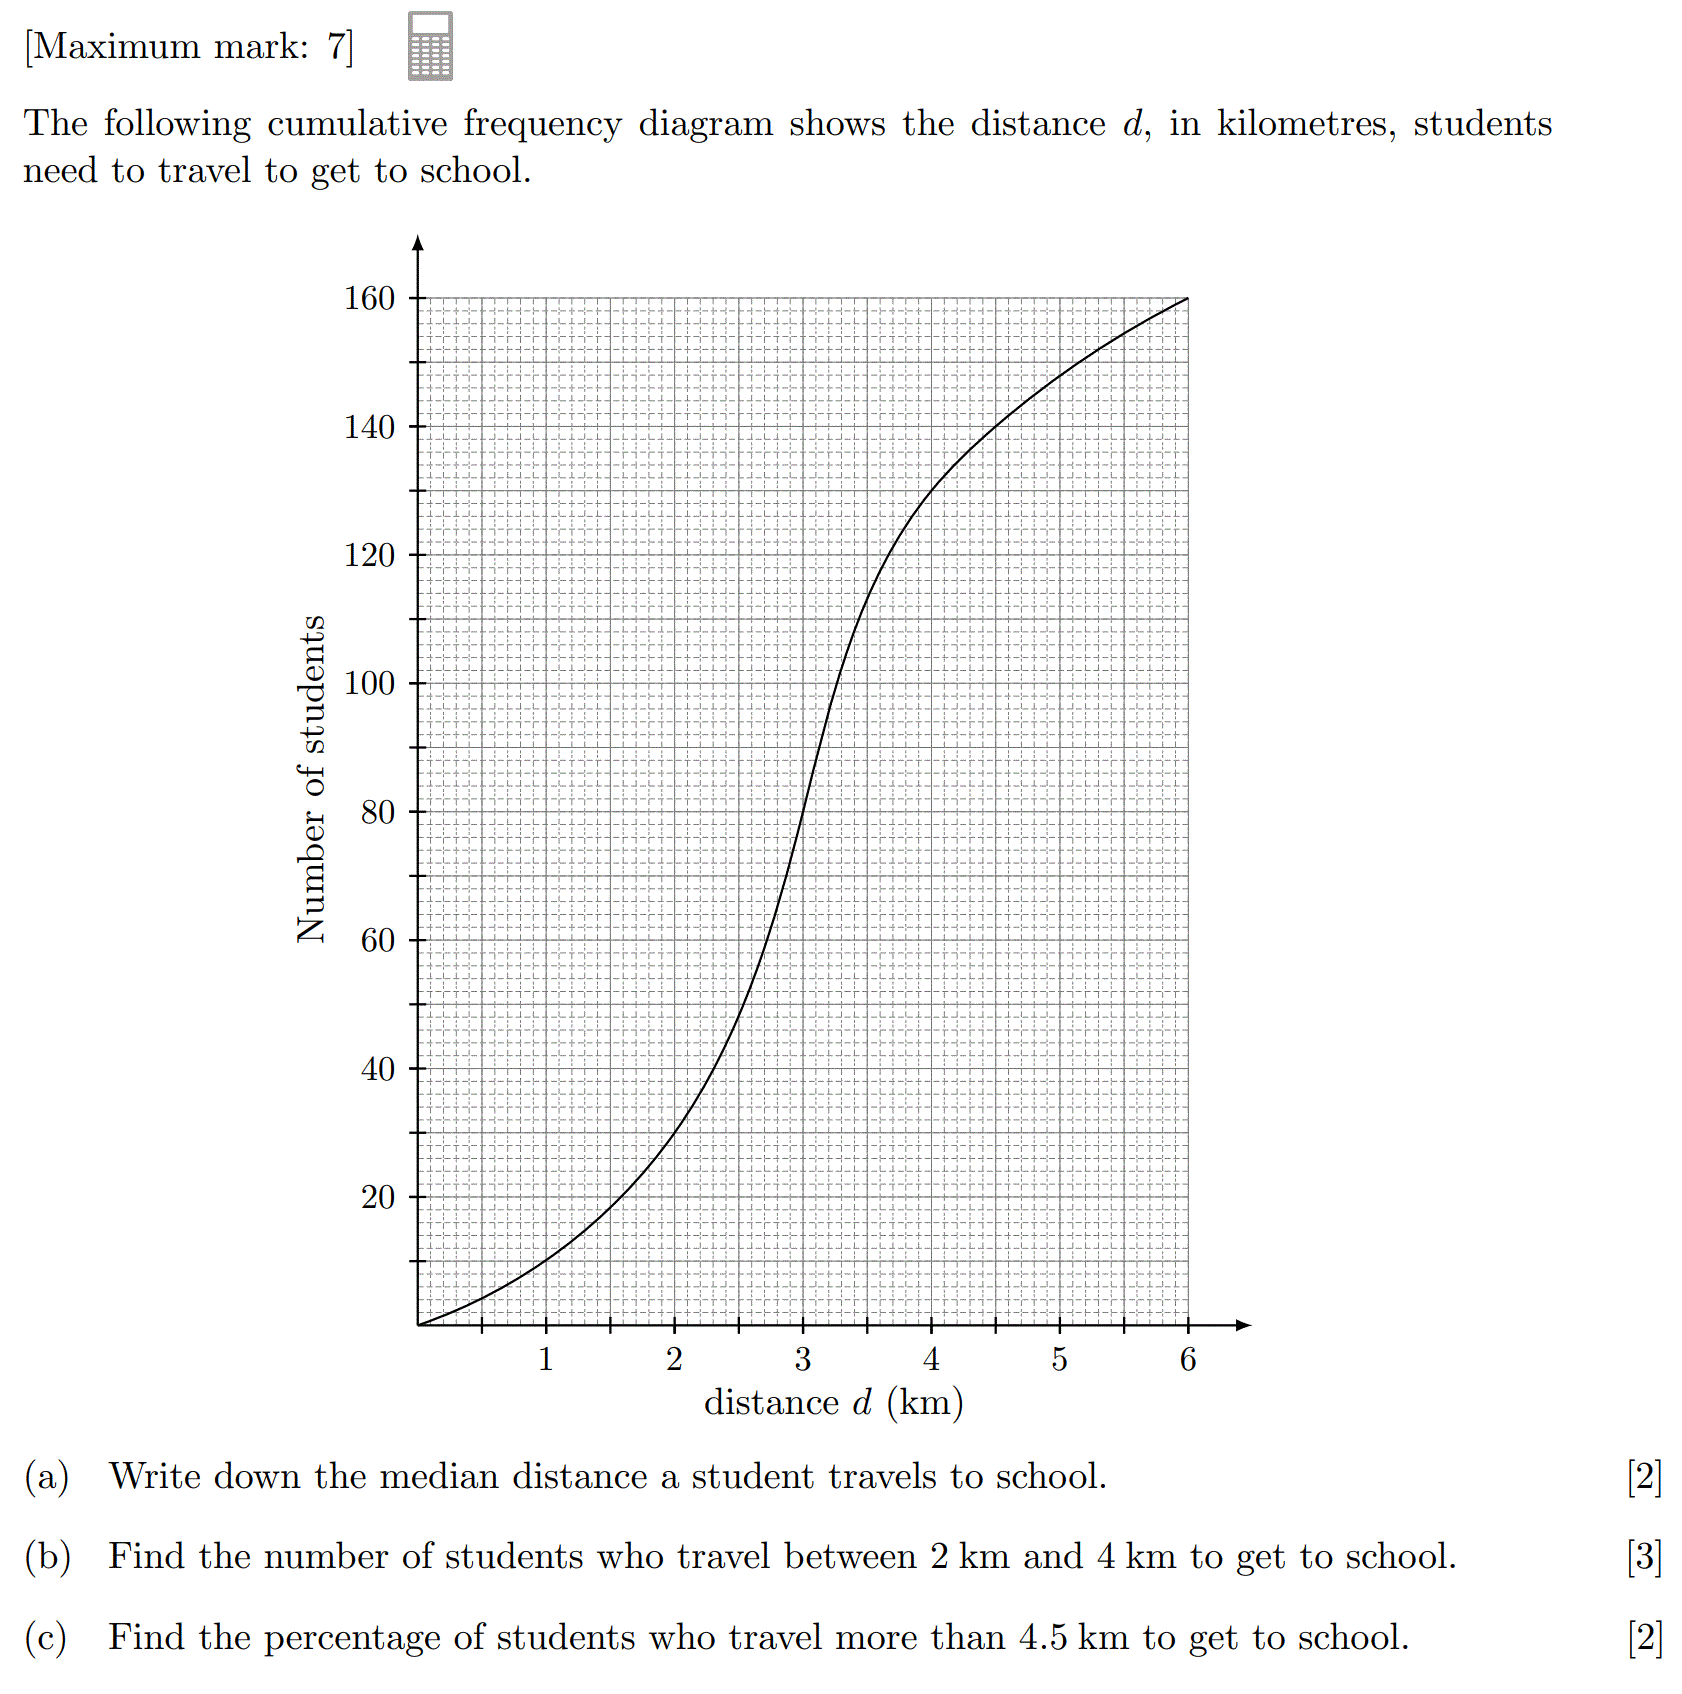 [Maximum mark: 7]
The following cumulative frequency diagram shows the distance d, in kilometres, students
need to travel to get to school.
160
140
120
100
80
60
40
20
Number of students
1 2 3 4 5 6
distance d (km)
(a) Write down the median distance a student travels to school. [2]
(b) Find the number of students who travel between 2 km and 4 km to get to school. [3]
(c) Find the percentage of students who travel more than 4.5 km to get to school. [2]